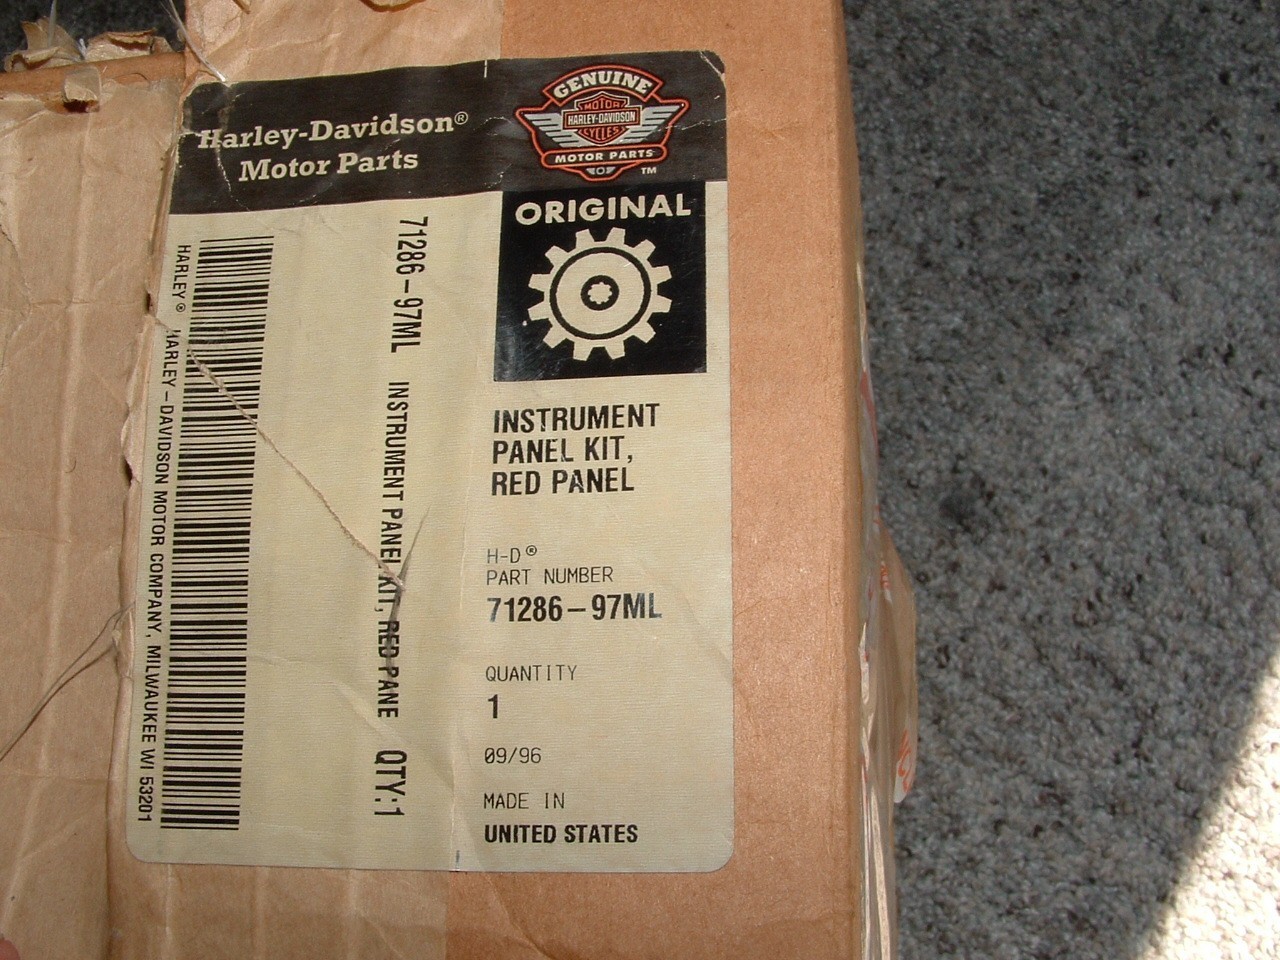 Harley-Davidson®
Motor Parts
GENUINE
MOTOR
HARLEY-DAVIDSON
CYCLES
MOTOR PARTS
TM
ORIGINAL
INSTRUMENT
PANEL KIT,
RED PANEL
H-D®
PART NUMBER
71286-97ML
QUANTITY
1
09/96
MADE IN
UNITED STATES
71286-97ML INSTRUMENT PANEL KIT, RED PANE QTY:1
HARLEY®
HARLEY-DAVIDSON MOTOR COMPANY, MILWAUKEE WI 53201